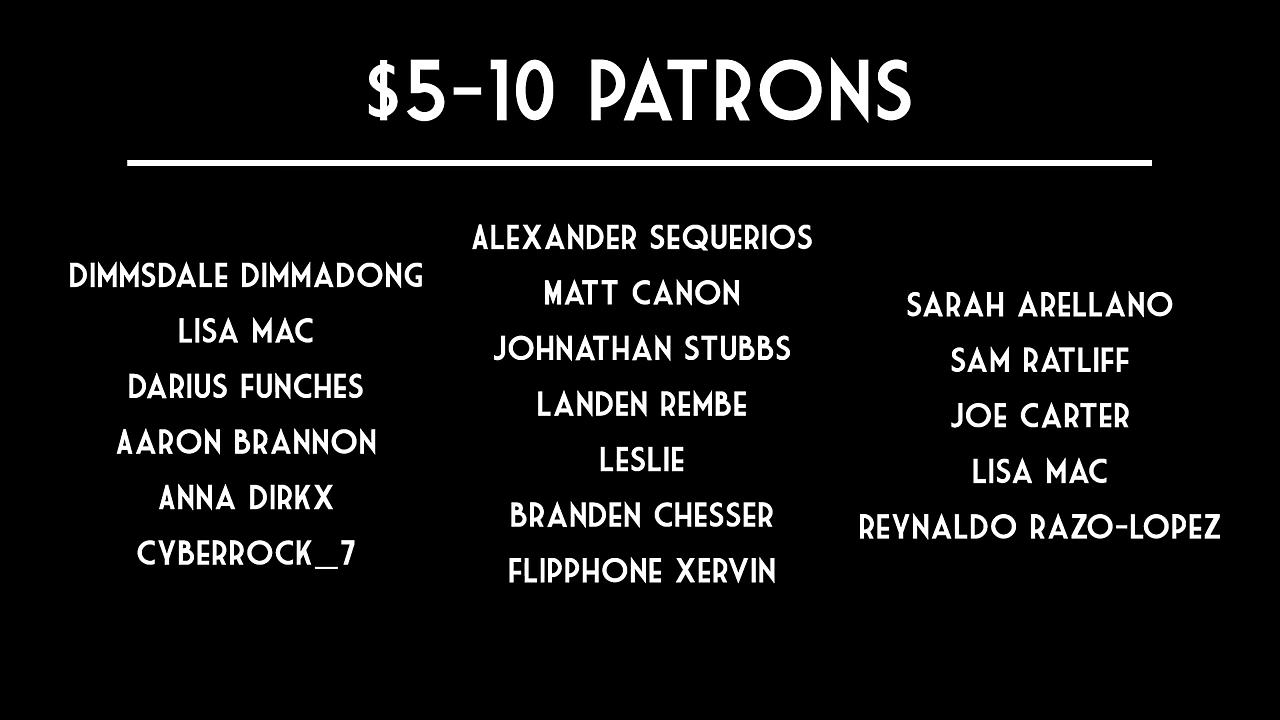 $5-10 PATRONS
DIMMSDALE DIMMADONG
LISA MAC
DARIUS FUNCHES
AARON BRANNON
ANNA DIRKX
CYBERROCK_7
ALEXANDER SEQUERIOS
MATT CANON
JOHNATHAN STUBBS
LANDEN REMBE
LESLIE
BRANDEN CHESSER
FLIPPHONE XERVIN
SARAH ARELLANO
SAM RATLIFF
JOE CARTER
LISA MAC
REYNALDO RAZO-LOPEZ